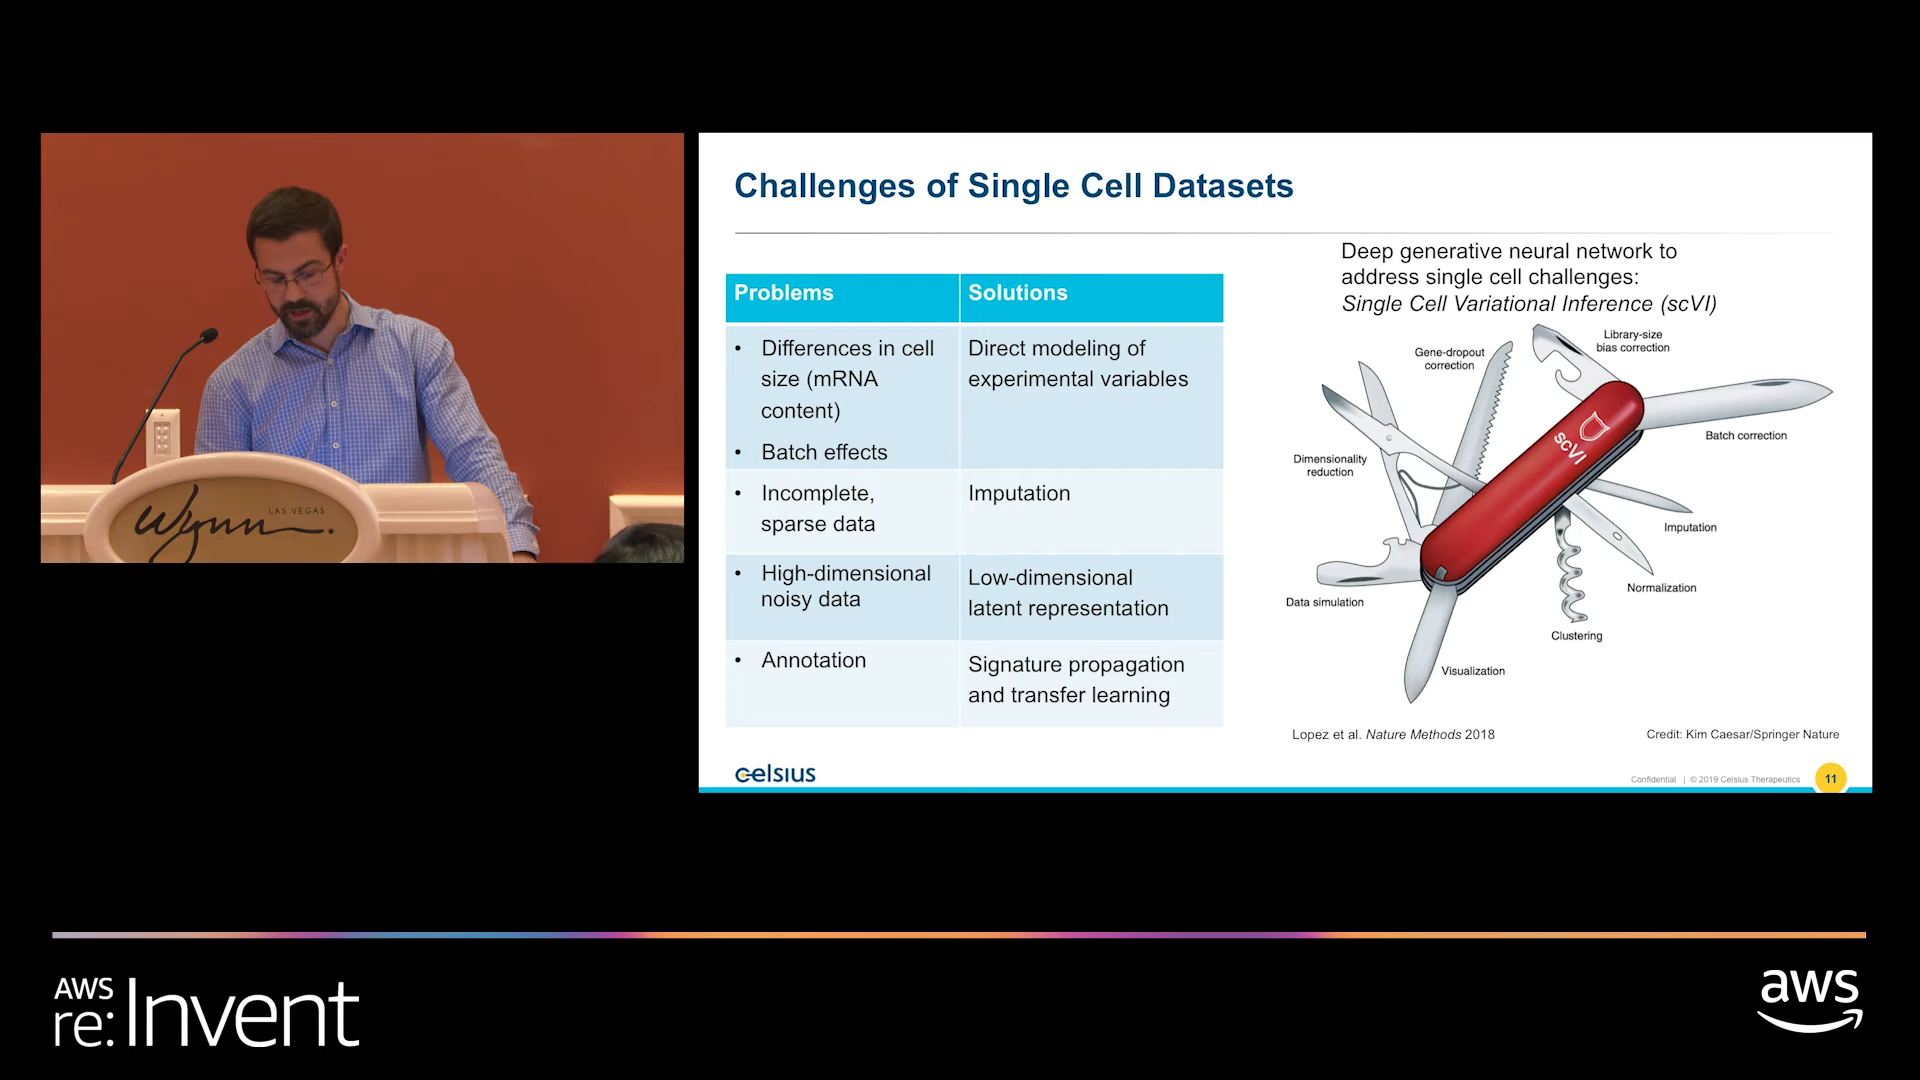 Wynn
LAS VEGAS
Challenges of Single Cell Datasets
Problems
Solutions
• Differences in cell
size (mRNA
content)
• Batch effects
Direct modeling of
experimental variables
• Incomplete,
sparse data
Imputation
• High-dimensional
noisy data
Low-dimensional
latent representation
• Annotation
Signature propagation
and transfer learning
Deep generative neural network to
address single cell challenges:
Single Cell Variational Inference (scVI)
Library-size
bias correction
Gene-dropout
correction
Batch correction
Dimensionality
reduction
scVI
Imputation
Normalization
Data simulation
Clustering
Visualization
Lopez et al. Nature Methods 2018
Credit: Kim Caesar/Springer Nature
celsius
Confidential | © 2019 Celsius Therapeutics
11
AWS
re:Invent
aws